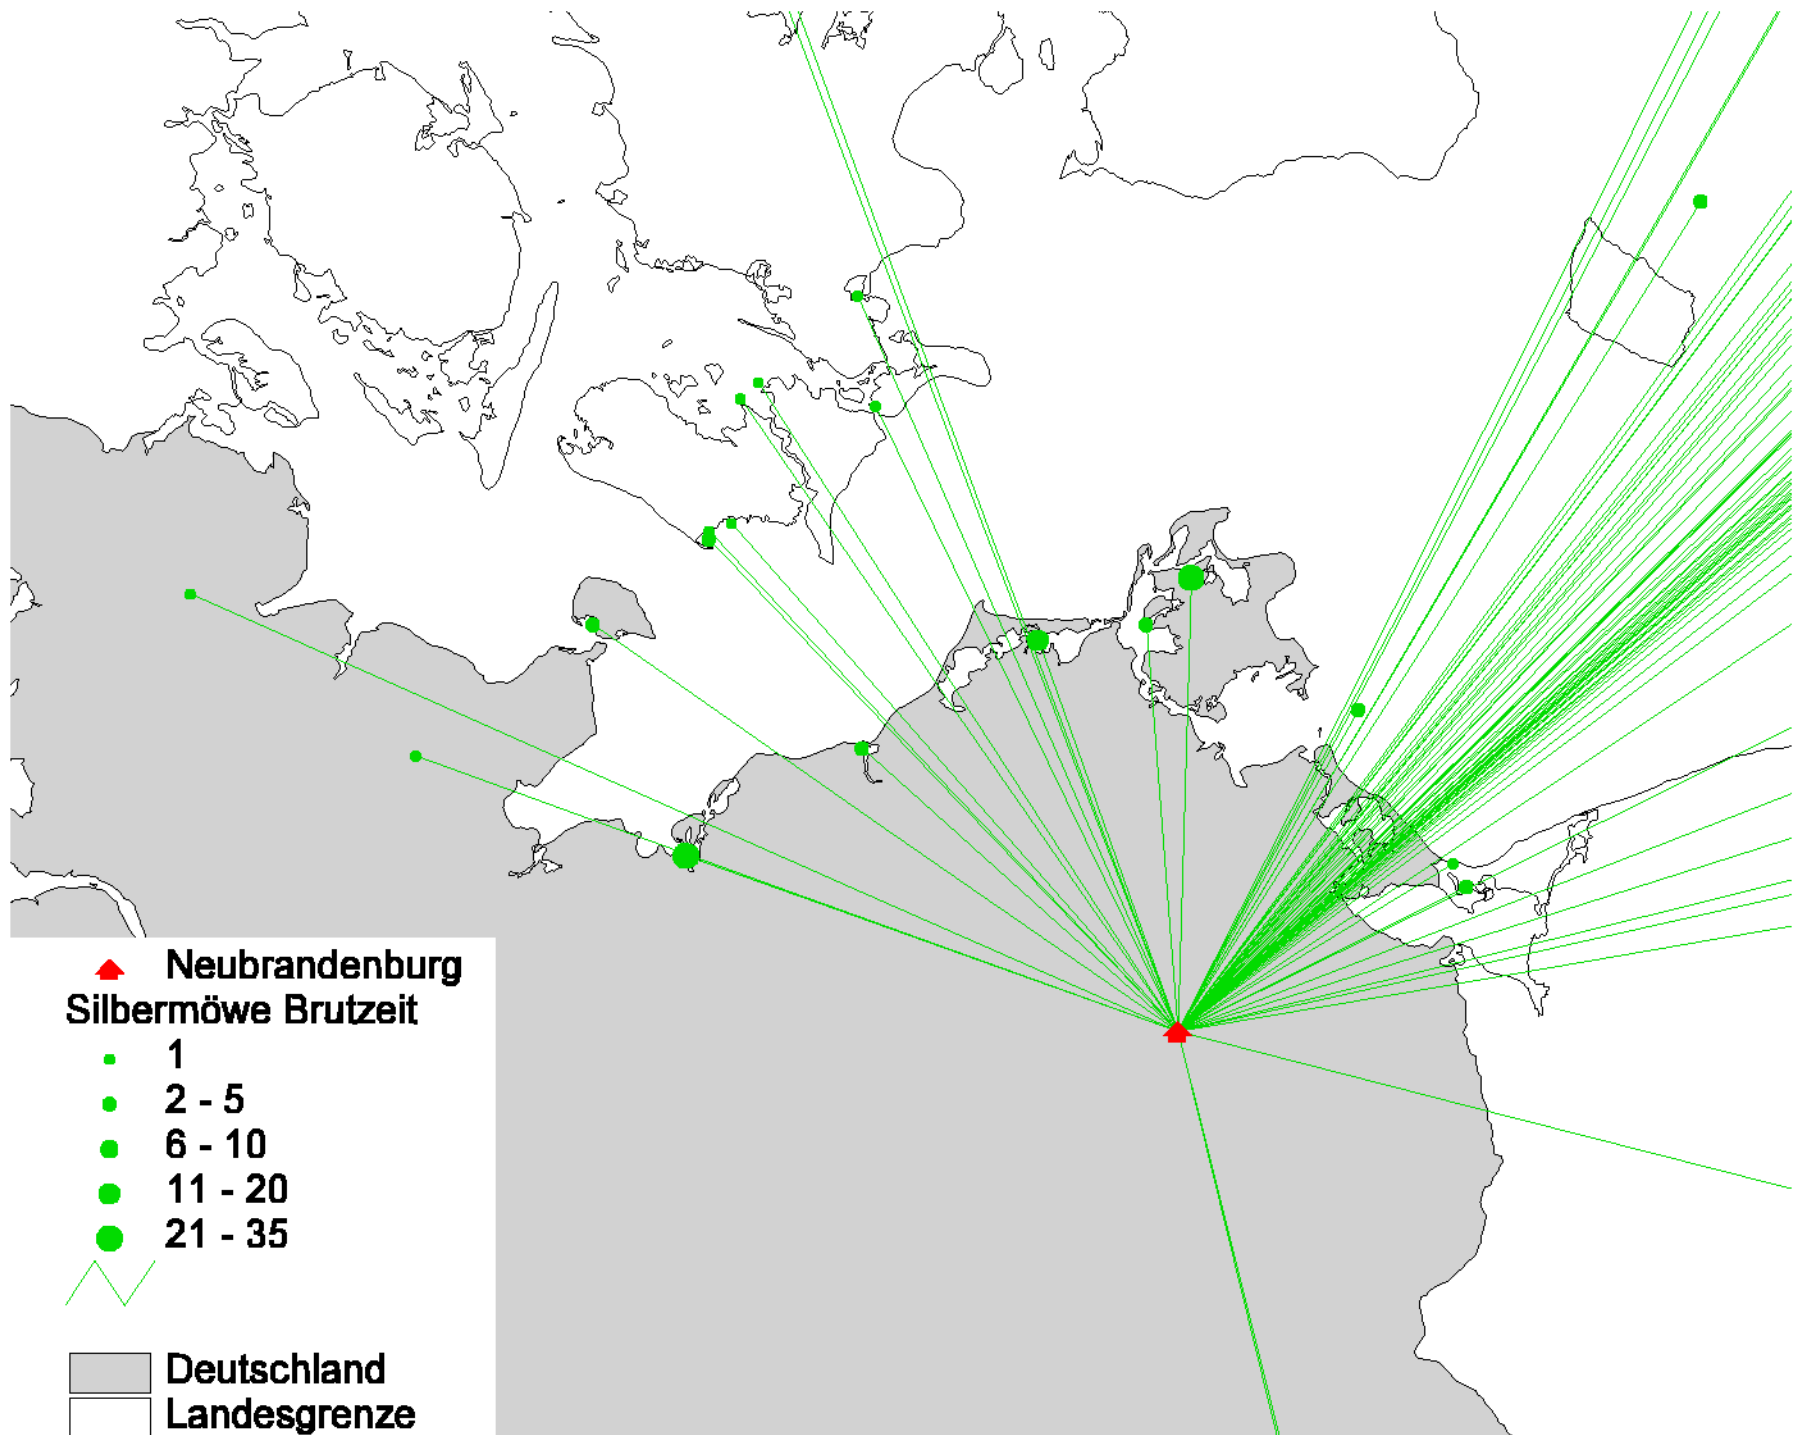 Neubrandenburg
Silbermöwe Brutzeit
1
2 - 5
6 - 10
11 - 20
21 - 35
Deutschland
Landesgrenze